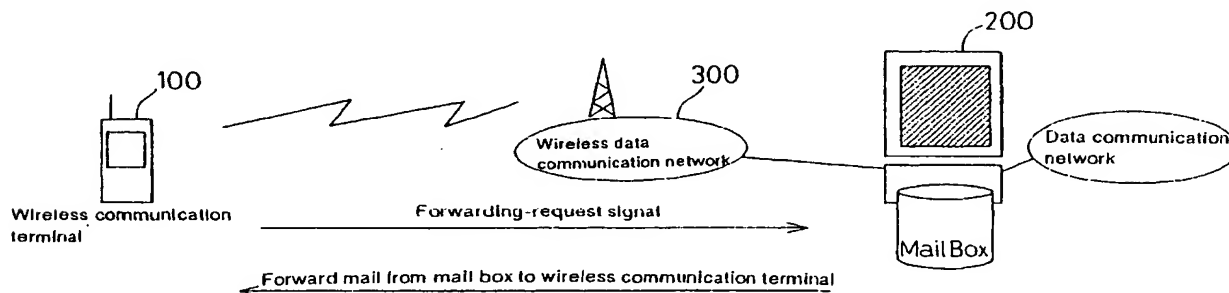 200
300
100
Wireless data
communication network
Data communication
network
Wireless communication
terminal
Forwarding-request signal
Mail Box
Forward mail from mail box to wireless communication terminal